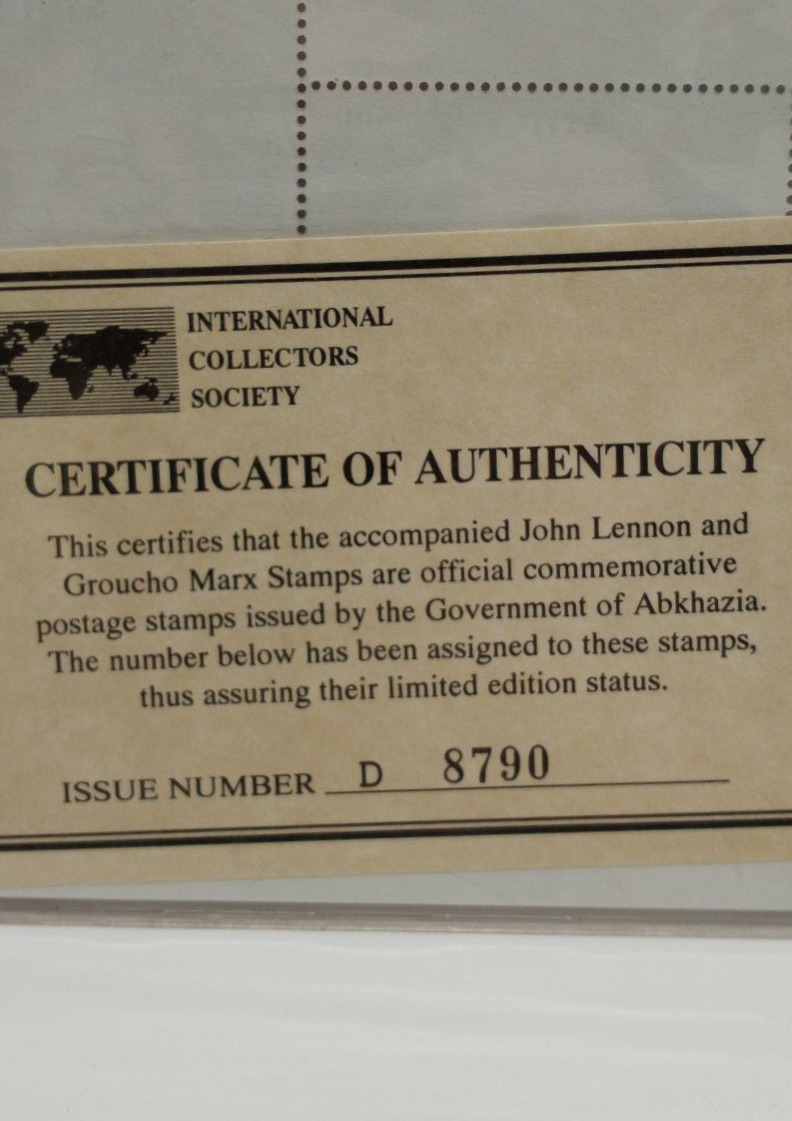 INTERNATIONAL
COLLECTORS
SOCIETY
CERTIFICATE OF AUTHENTICITY
This certifies that the accompanied John Lennon and
Groucho Marx Stamps are official commemorative
postage stamps issued by the Government of Abkhazia.
The number below has been assigned to these stamps,
thus assuring their limited edition status.
ISSUE NUMBER D 8790